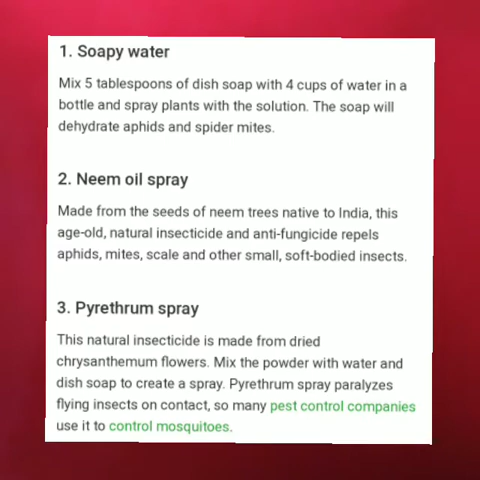 1. Soapy water
Mix 5 tablespoons of dish soap with 4 cups of water in a
bottle and spray plants with the solution. The soap will
dehydrate aphids and spider mites.
2. Neem oil spray
Made from the seeds of neem trees native to India, this
age-old, natural insecticide and anti-fungicide repels
aphids, mites, scale and other small, soft-bodied insects.
3. Pyrethrum spray
This natural insecticide is made from dried
chrysanthemum flowers. Mix the powder with water and
dish soap to create a spray. Pyrethrum spray paralyzes
flying insects on contact, so many pest control companies
use it to control mosquitoes.